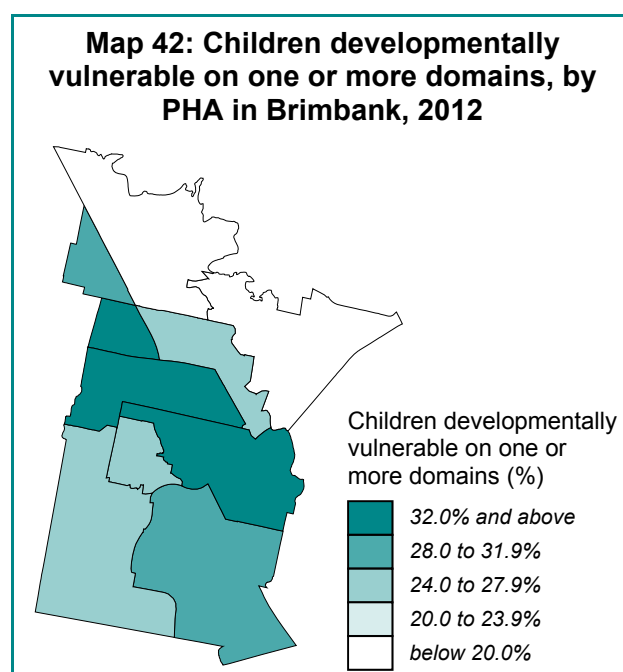 Map 42: Children developmentally
vulnerable on one or more domains, by
PHA in Brimbank, 2012
Children developmentally
vulnerable on one or
more domains (%)
32.0% and above
28.0 to 31.9%
24.0 to 27.9%
20.0 to 23.9%
below 20.0%